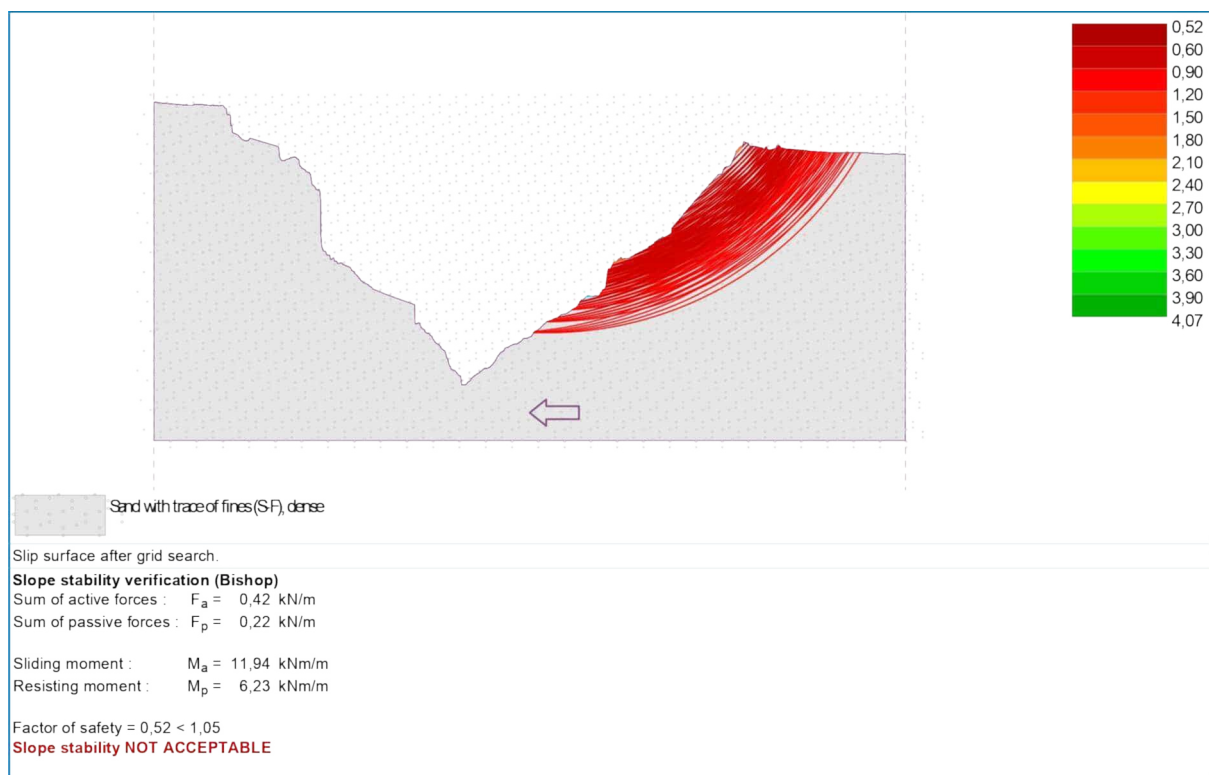 0,52
0,60
0,90
1,20
1,50
1,80
2,10
2,40
2,70
3,00
3,30
3,60
3,90
4,07
Sand with trace of fines (S-F), dense
Slip surface after grid search.
Slope stability verification (Bishop)
Sum of active forces : Fa = 0,42 kN/m
Sum of passive forces : Fp = 0,22 kN/m
Sliding moment : Ma = 11,94 kNm/m
Resisting moment : Mp = 6,23 kNm/m
Factor of safety = 0,52 < 1,05
Slope stability NOT ACCEPTABLE